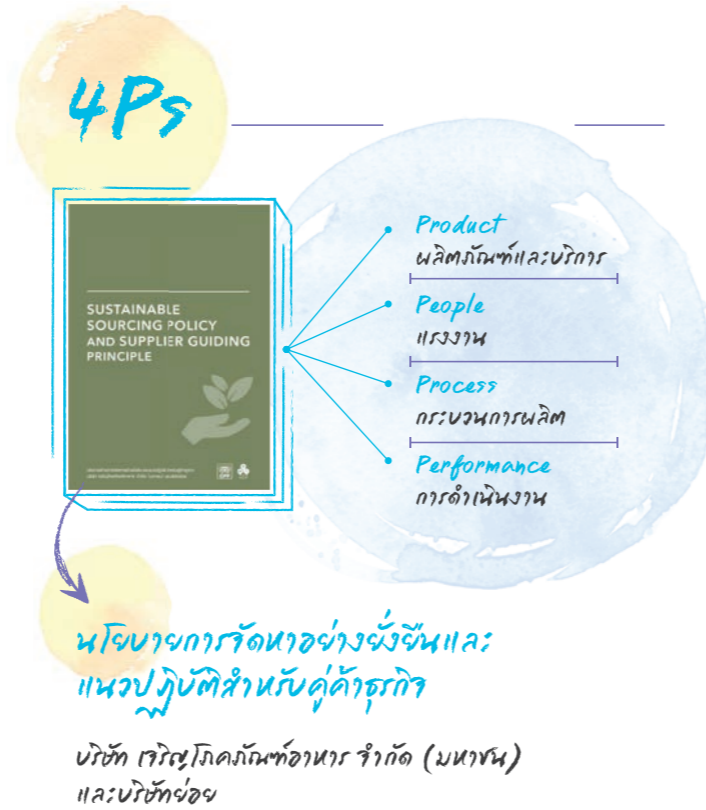 4Ps
SUSTAINABLE
SOURCING POLICY
AND SUPPLIER GUIDING
PRINCIPLE
Product
ผลิตภัณฑ์และบริการ
People
แรงงาน
Process
กระบวนการผลิต
Performance
การดำเนินงาน
นโยบายการจัดหาอย่างยั่งยืนและ
แนวปฏิบัติสำหรับคู่ค้าธุรกิจ
บริษัท เจริญโภคภัณฑ์อาหาร จำกัด (มหาชน)
และบริษัทย่อย